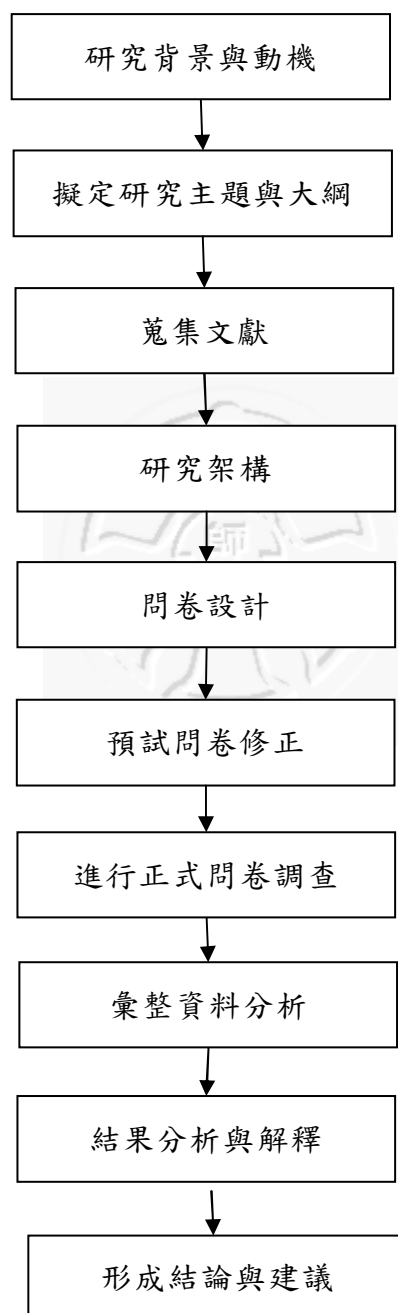 研究背景與動機
擬定研究主題與大綱
蒐集文獻
研究架構
師
問卷設計
預試問卷修正
進行正式問卷調查
彙整資料分析
結果分析與解釋
形成結論與建議